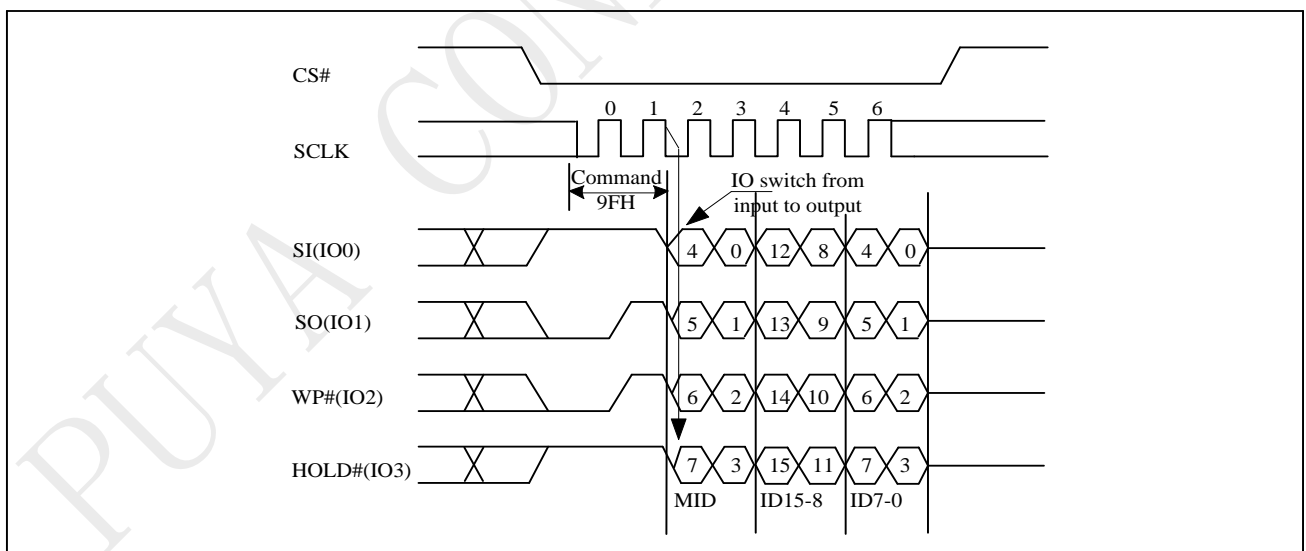 PUYA CON
CS#
0 1 2 3 4 5 6
SCLK
Command
9FH
IO switch from
input to output
SI(IO0)
4 0 12 8 4 0
SO(IO1)
5 1 13 9 5 1
WP#(IO2)
6 2 14 10 6 2
HOLD#(IO3)
7 3 15 11 7 3
MID ID15-8 ID7-0